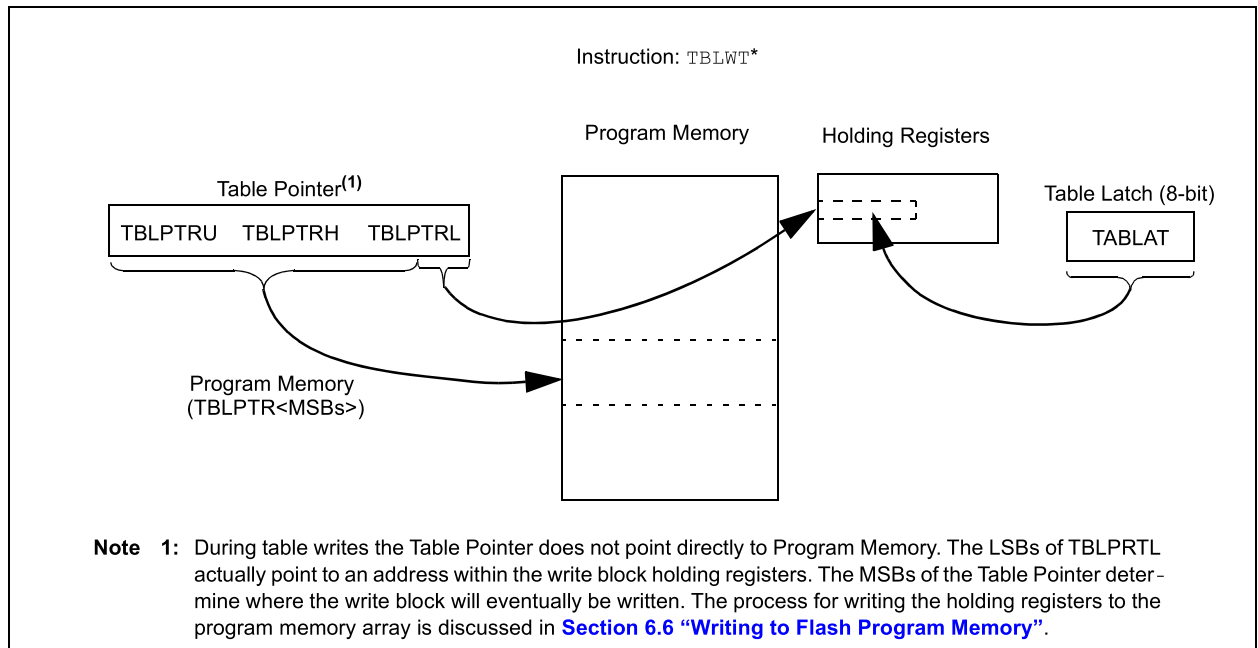 Instruction: TBLWT*
Program Memory
Holding Registers
Table Pointer(1)
Table Latch (8-bit)
TBLPTRU TBLPTRH TBLPTRL
TABLAT
Program Memory
(TBLPTR<MSBs>)
Note 1: During table writes the Table Pointer does not point directly to Program Memory. The LSBs of TBLPRTL
actually point to an address within the write block holding registers. The MSBs of the Table Pointer deter-
mine where the write block will eventually be written. The process for writing the holding registers to the
program memory array is discussed in Section 6.6 “Writing to Flash Program Memory”.